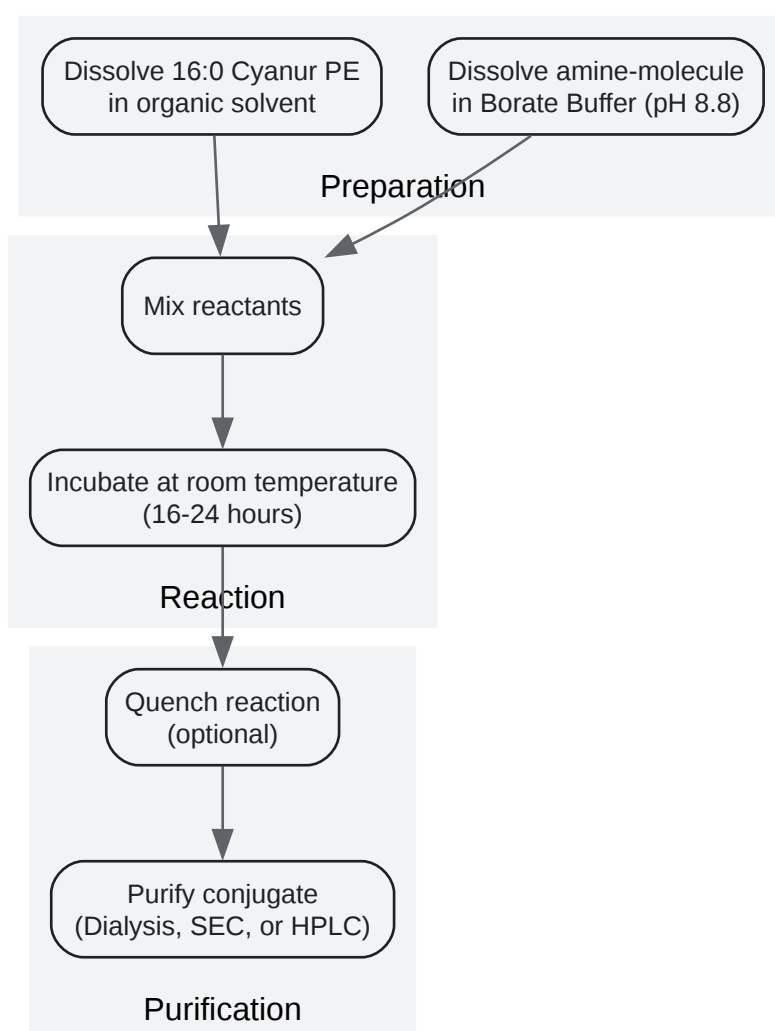 Dissolve 16:0 Cyanur PE
in organic solvent
Dissolve amine-molecule
in Borate Buffer (pH 8.8)
Preparation
Mix reactants
Incubate at room temperature
(16-24 hours)
Reaction
Quench reaction
(optional)
Purify conjugate
(Dialysis, SEC, or HPLC)
Purification